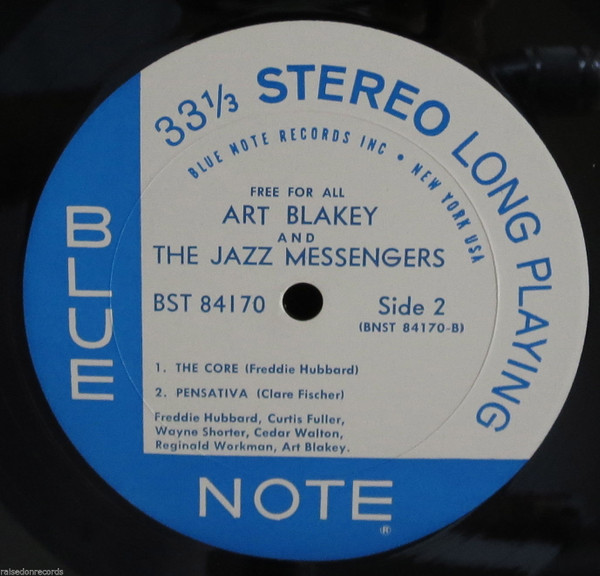 33⅓ STEREO LONG PLAYING
BLUE NOTE RECORDS INC • NEW YORK USA
FREE FOR ALL
ART BLAKEY
AND
THE JAZZ MESSENGERS
BST 84170
Side 2
(BNST 84170-B)
1. THE CORE (Freddie Hubbard)
2. PENSATIVA (Clare Fischer)
Freddie Hubbard, Curtis Fuller,
Wayne Shorter, Cedar Walton,
Reginald Workman, Art Blakey.
BLUE
NOTE®
raisedonrecords